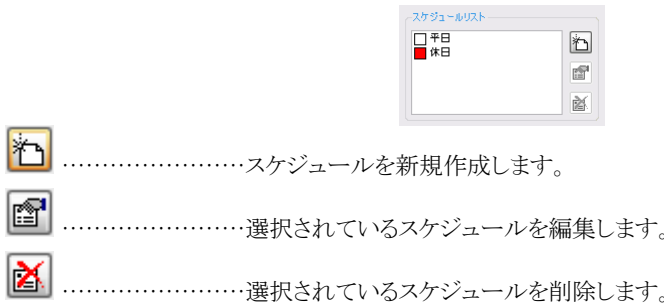 スケジュールリスト
平日
休日
……………………スケジュールを新規作成します。
……………………選択されているスケジュールを編集します。
……………………選択されているスケジュールを削除します。